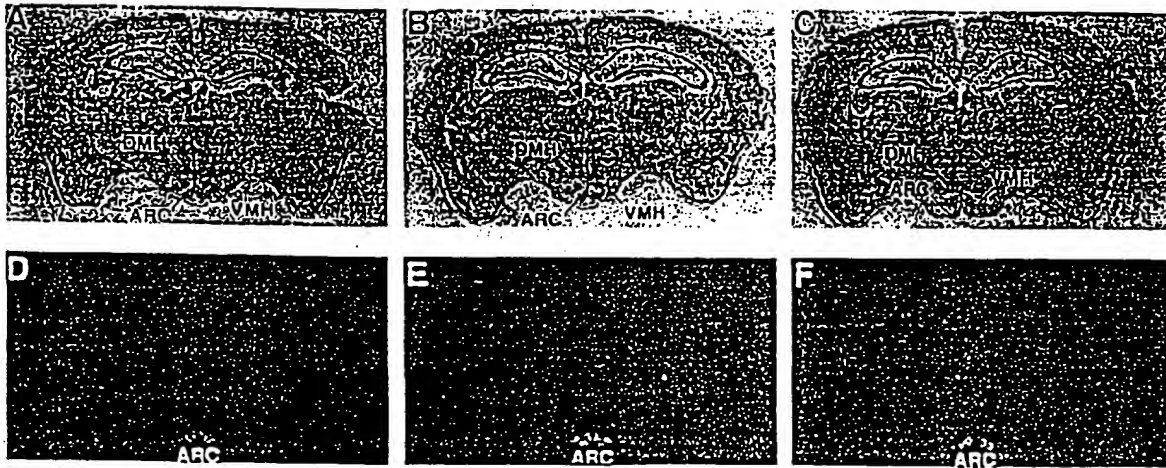 A B C
DMH DMH DMH
ARC VMH
ARC VMH ARC VMH
D E F
ARC ARC ARC